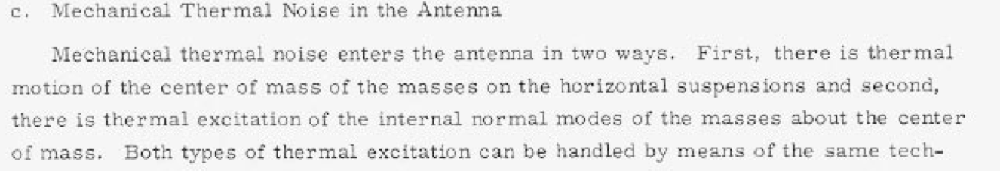 c. Mechanical Thermal Noise in the Antenna
Mechanical thermal noise enters the antenna in two ways. First, there is thermal
motion of the center of mass of the masses on the horizontal suspensions and second,
there is thermal excitation of the internal normal modes of the masses about the center
of mass. Both types of thermal excitation can be handled by means of the same tech-